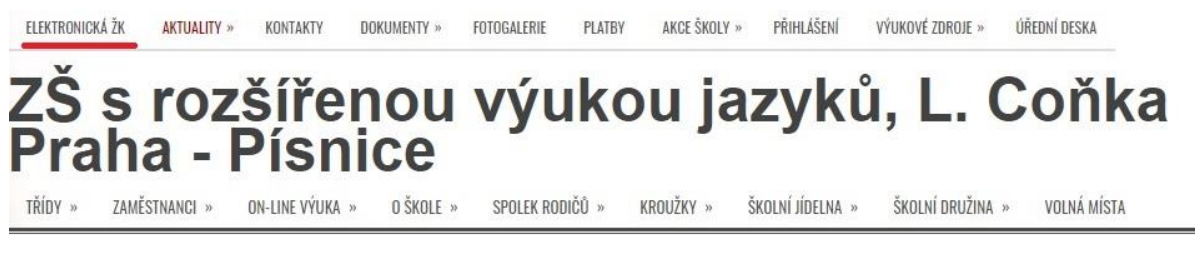 ELEKTRONICKÁ ŽK AKTUALITY » KONTAKTY DOKUMENTY » FOTOGALERIE PLATBY AKCE ŠKOLY » PŘIHLÁŠENÍ VÝUKOVÉ ZDROJE » ÚŘEDNÍ DESKA
ZŠ s rozšířenou výukou jazyků, L. Coňka
Praha - Písnice
TŘÍDY » ZAMĚSTNANCI » ON-LINE VÝUKA » O ŠKOLE » SPOLEK RODIČŮ » KROUŽKY » ŠKOLNÍ JÍDELNA » ŠKOLNÍ DRUŽINA » VOLNÁ MÍSTA